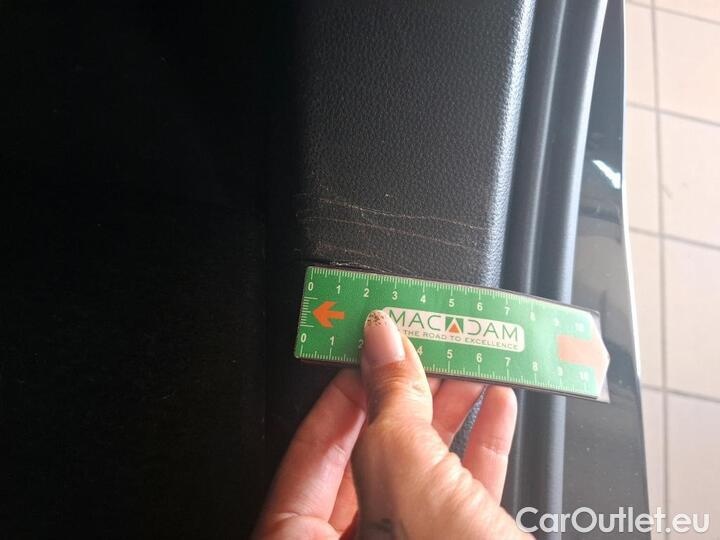 0 1 2 3 4 5 6 7 8 9 10
MACADAM
THE ROAD TO EXCELLENCE
0 1 2 4 5 6 7 8 9 10
CarOutlet.eu